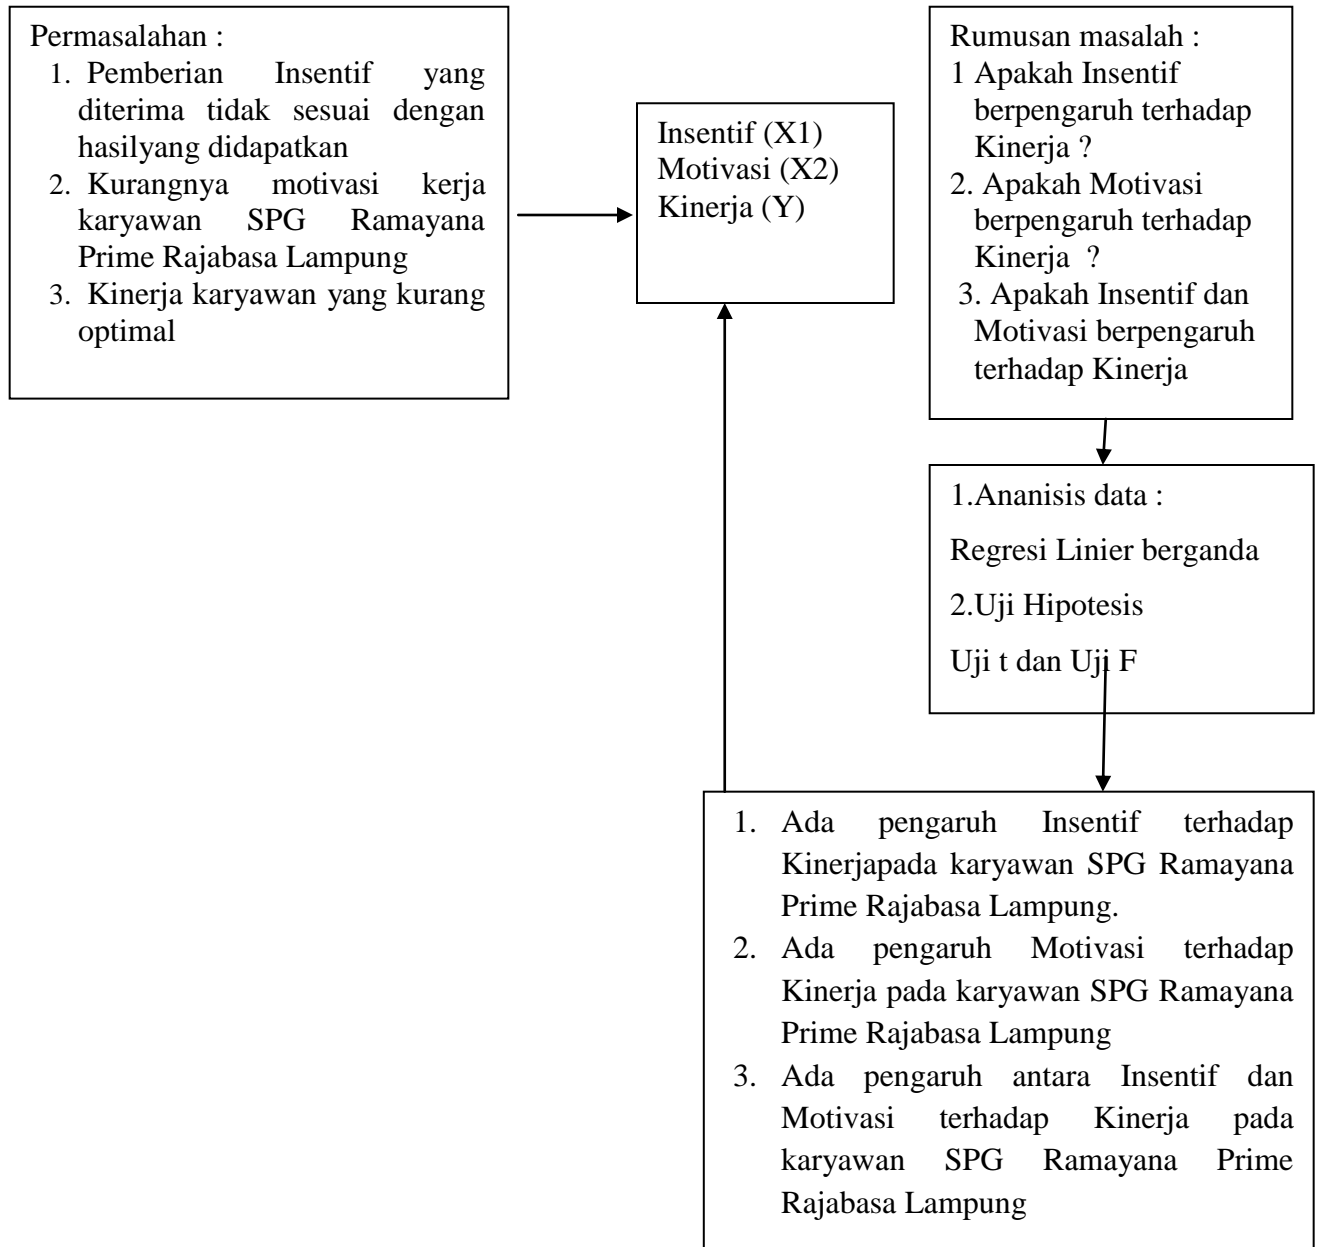 Permasalahan :
1. Pemberian Insentif yang
diterima tidak sesuai dengan
hasilyang didapatkan
2. Kurangnya motivasi kerja
karyawan SPG Ramayana
Prime Rajabasa Lampung
3. Kinerja karyawan yang kurang
optimal
Insentif (X1)
Motivasi (X2)
Kinerja (Y)
Rumusan masalah :
1 Apakah Insentif
berpengaruh terhadap
Kinerja ?
2. Apakah Motivasi
berpengaruh terhadap
Kinerja ?
3. Apakah Insentif dan
Motivasi berpengaruh
terhadap Kinerja
1.Ananisis data :
Regresi Linier berganda
2.Uji Hipotesis
Uji t dan Uji F
1. Ada pengaruh Insentif terhadap
Kinerjapada karyawan SPG Ramayana
Prime Rajabasa Lampung.
2. Ada pengaruh Motivasi terhadap
Kinerja pada karyawan SPG Ramayana
Prime Rajabasa Lampung
3. Ada pengaruh antara Insentif dan
Motivasi terhadap Kinerja pada
karyawan SPG Ramayana Prime
Rajabasa Lampung